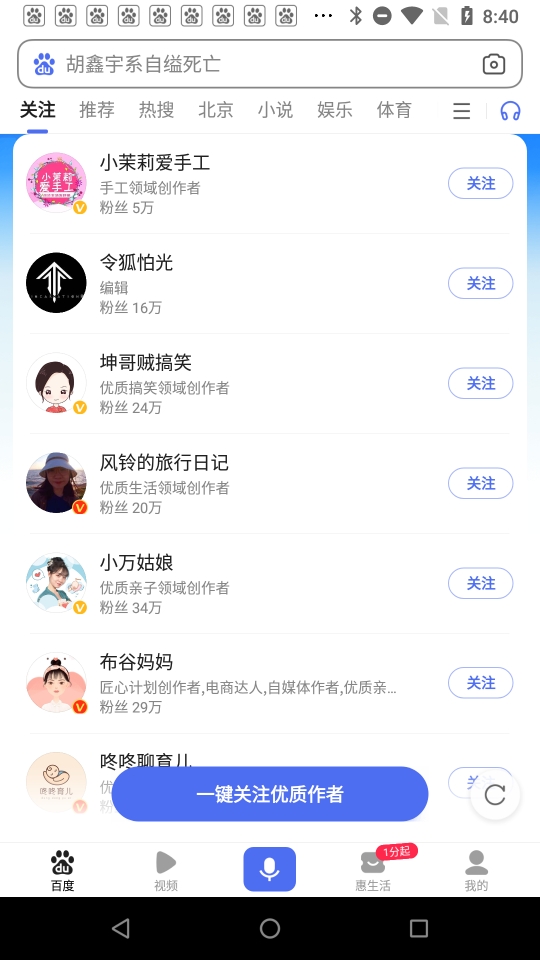 8:40
胡鑫宇系自缢死亡
关注 推荐 热搜 北京 小说 娱乐 体育
小茉莉爱手工
手工领域创作者
粉丝 5万
关注
令狐怕光
编辑
粉丝 16万
关注
坤哥贼搞笑
优质搞笑领域创作者
粉丝 24万
关注
风铃的旅行日记
优质生活领域创作者
粉丝 20万
关注
小万姑娘
优质亲子领域创作者
粉丝 34万
关注
布谷妈妈
匠心计划创作者,电商达人,自媒体作者,优质亲...
粉丝 29万
关注
咚咚聊育儿
一键关注优质作者
1分起
百度 视频 惠生活 我的